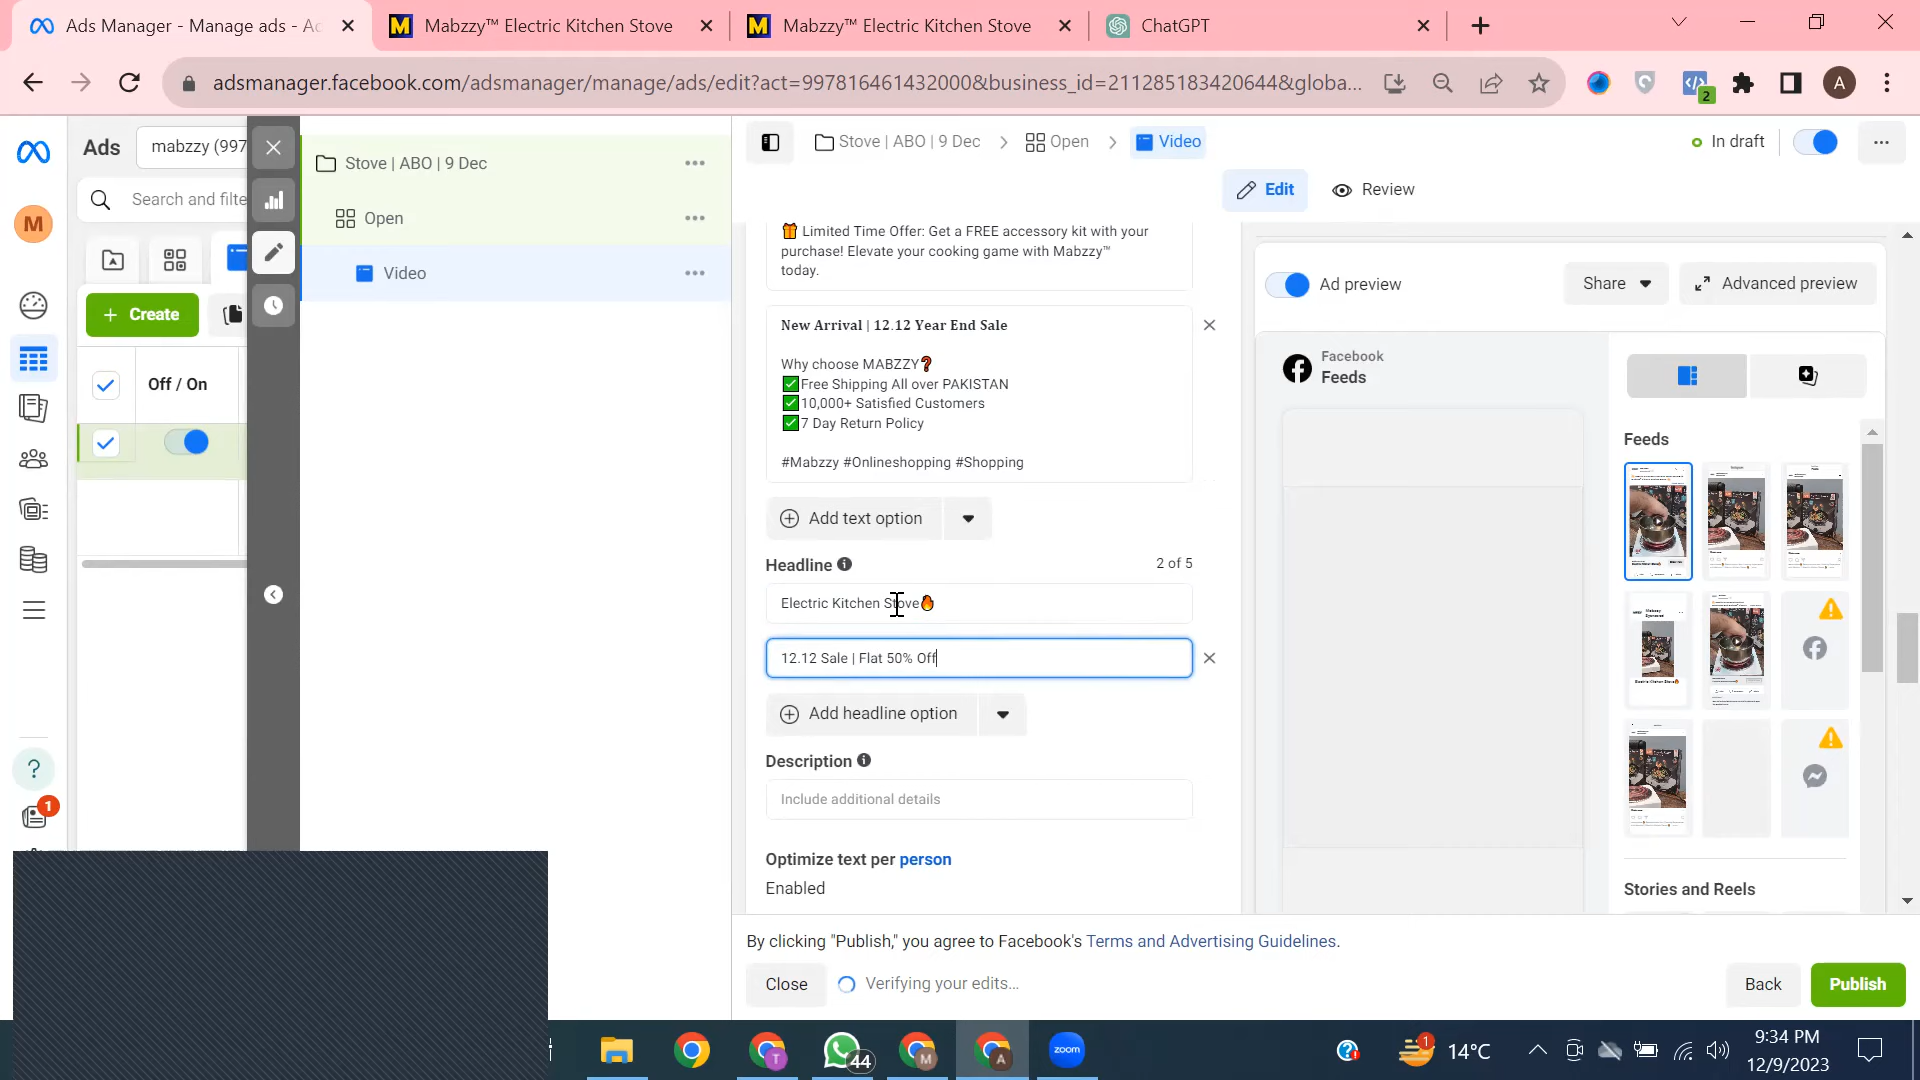 Ads Manager - Manage ads - Ac
Mabzzy™ Electric Kitchen Stove
Mabzzy™ Electric Kitchen Stove
ChatGPT
adsmanager.facebook.com/adsmanager/manage/ads/edit?act=997816461432000&business_id=211285183420644&globa...
2
A
Ads
mabzzy (997
Search and filte
M
Create
Off / On
1
Stove | ABO | 9 Dec
Open
Video
Stove | ABO | 9 Dec
Open
Video
In draft
Edit
Review
🎁 Limited Time Offer: Get a FREE accessory kit with your
purchase! Elevate your cooking game with Mabzzy™
today.
New Arrival | 12.12 Year End Sale
Why choose MABZZY❓
✅Free Shipping All over PAKISTAN
✅10,000+ Satisfied Customers
✅7 Day Return Policy
#Mabzzy #Onlineshopping #Shopping
Add text option
Headline
2 of 5
Electric Kitchen Stove🔥
12.12 Sale | Flat 50% Off
Add headline option
Description
Include additional details
Optimize text per person
Enabled
Ad preview
Share
Advanced preview
Facebook
Feeds
Feeds
Stories and Reels
By clicking "Publish," you agree to Facebook's Terms and Advertising Guidelines.
Close
Verifying your edits...
Back
Publish
T
44
M
A
zoom
1
14°C
9:34 PM
12/9/2023